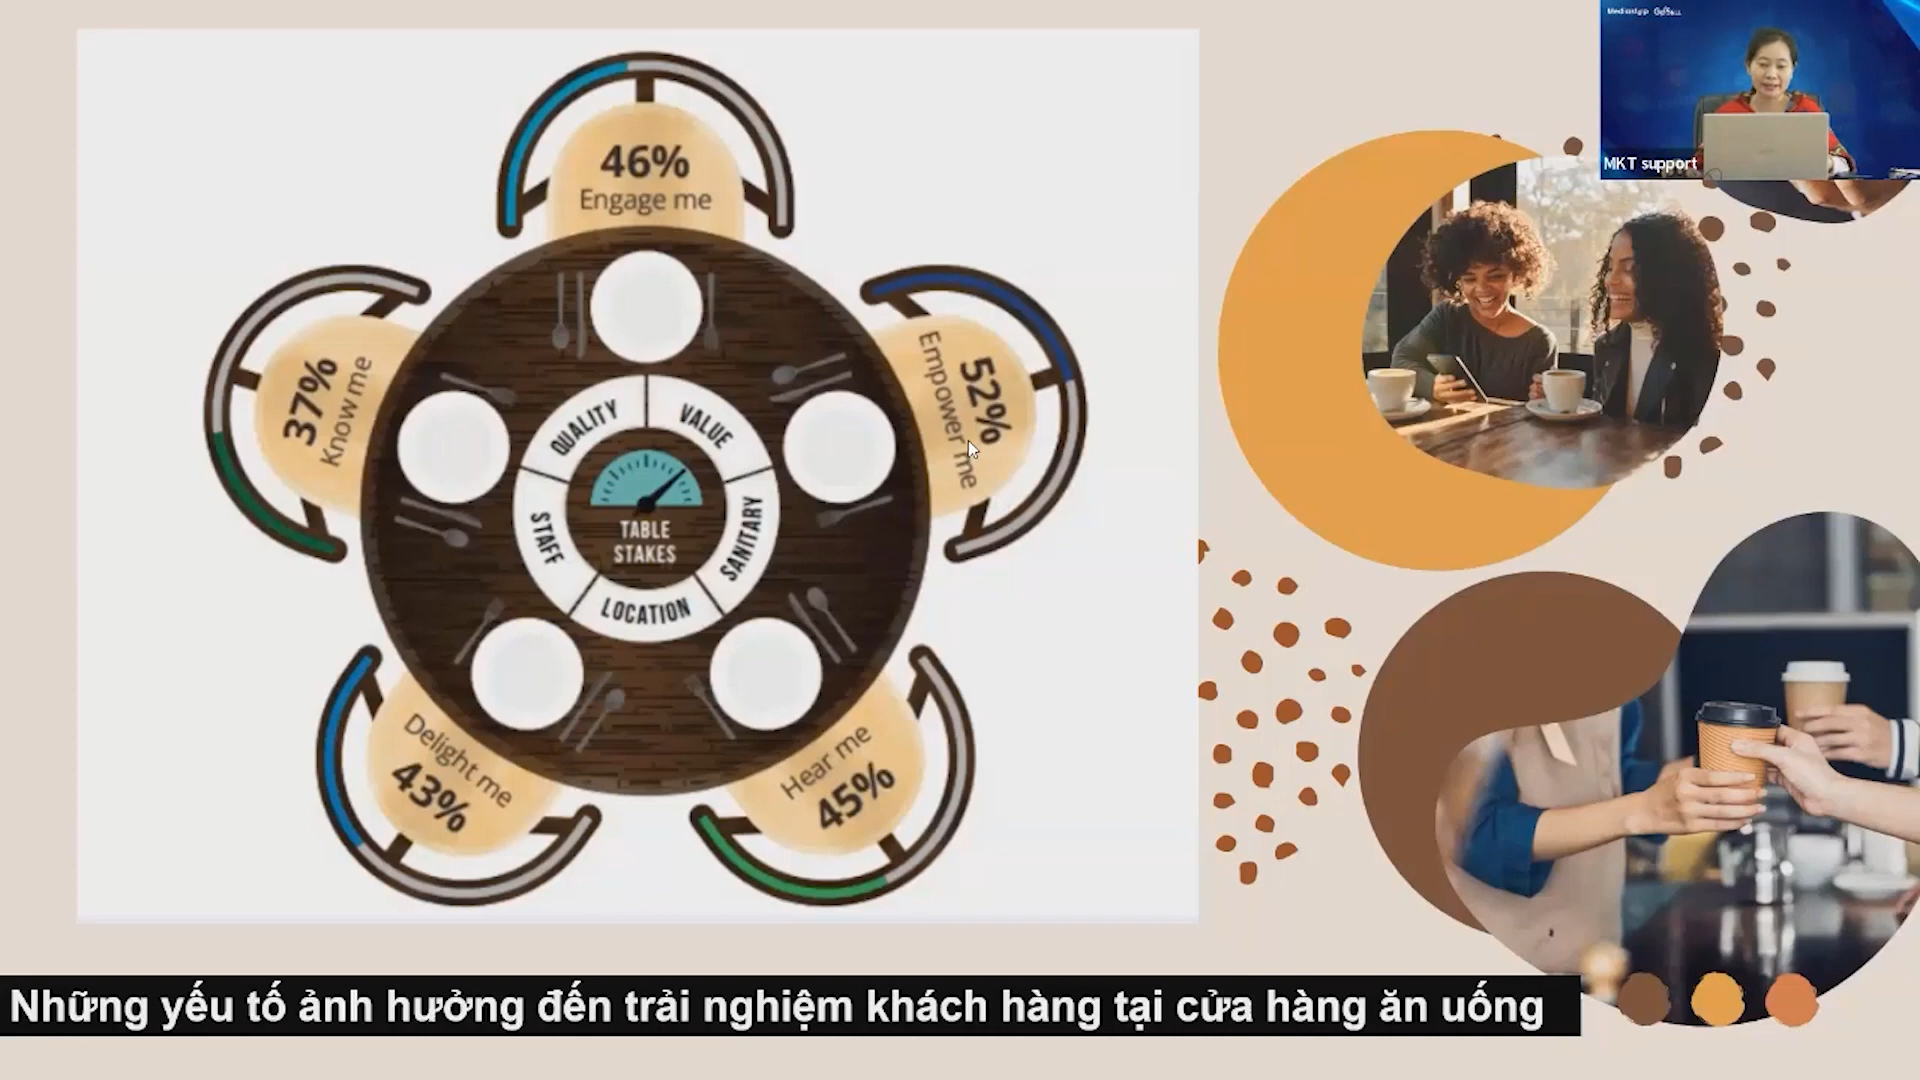 Mediastep GoSELL
MKT support
46%
Engage me
52%
Empower me
37%
Know me
QUALITY
VALUE
STAFF
SANITARY
TABLE
STAKES
LOCATION
Delight me
43%
Hear me
45%
Những yếu tố ảnh hưởng đến trải nghiệm khách hàng tại cửa hàng ăn uống